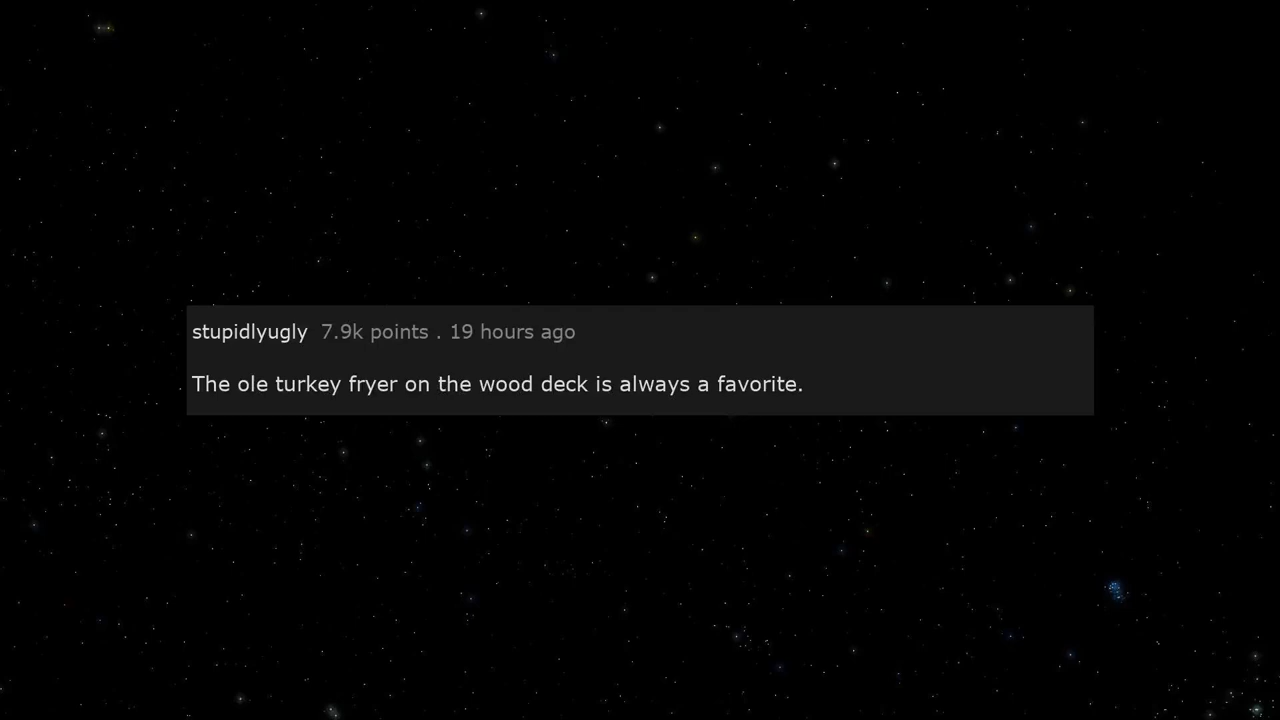 stupidlyugly 7.9k points . 19 hours ago
The ole turkey fryer on the wood deck is always a favorite.